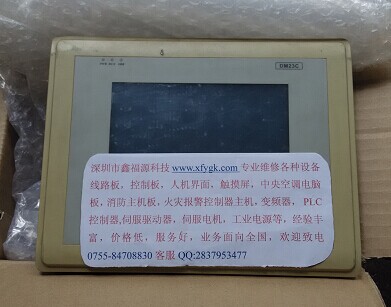 DM21C
深圳市鑫福源科技 www.xfygk.com 专业维修各种设备
线路板，控制板，人机界面，触摸屏，中央空调电脑
板，消防主机板，火灾报警控制器主机，变频器， PLC
控制器，伺服驱动器，伺服电机，工业电源等，经验丰
富，价格低，服务好，业务面向全国，欢迎致电
0755-84708830 客服 QQ:2837953477